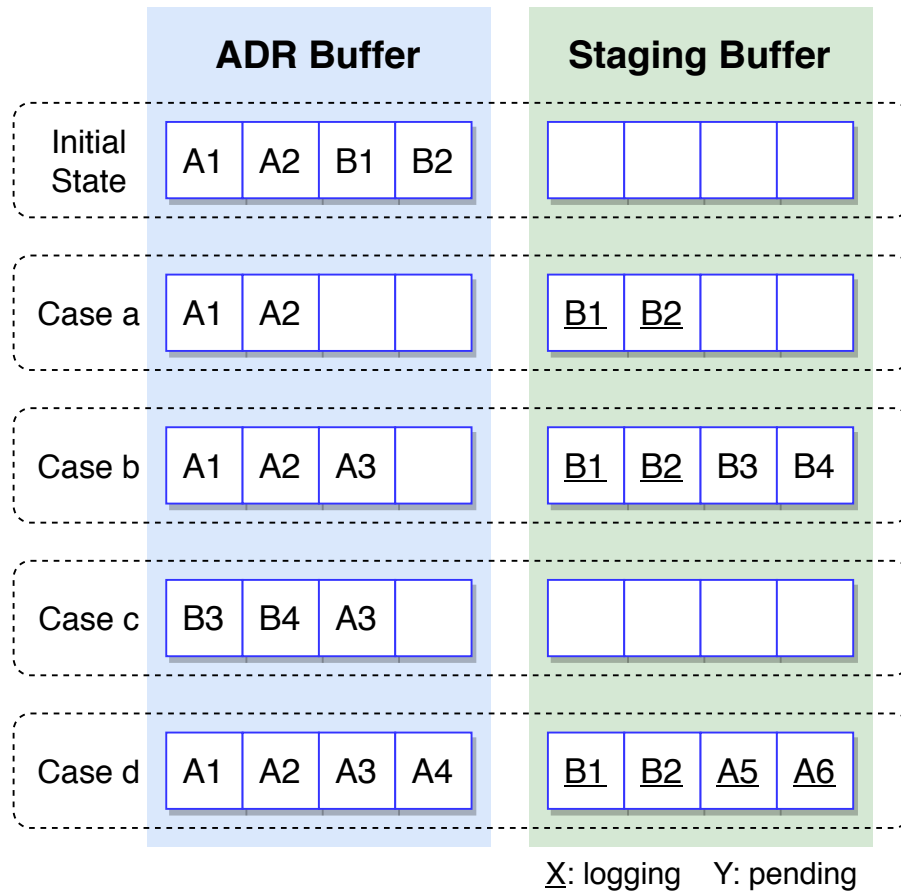 ADR Buffer Staging Buffer
Initial
State
A1 A2 B1 B2
Case a A1 A2 B1 B2
Case b A1 A2 A3 B1 B2 B3 B4
Case c B3 B4 A3
Case d A1 A2 A3 A4 B1 B2 A5 A6
X: logging Y: pending